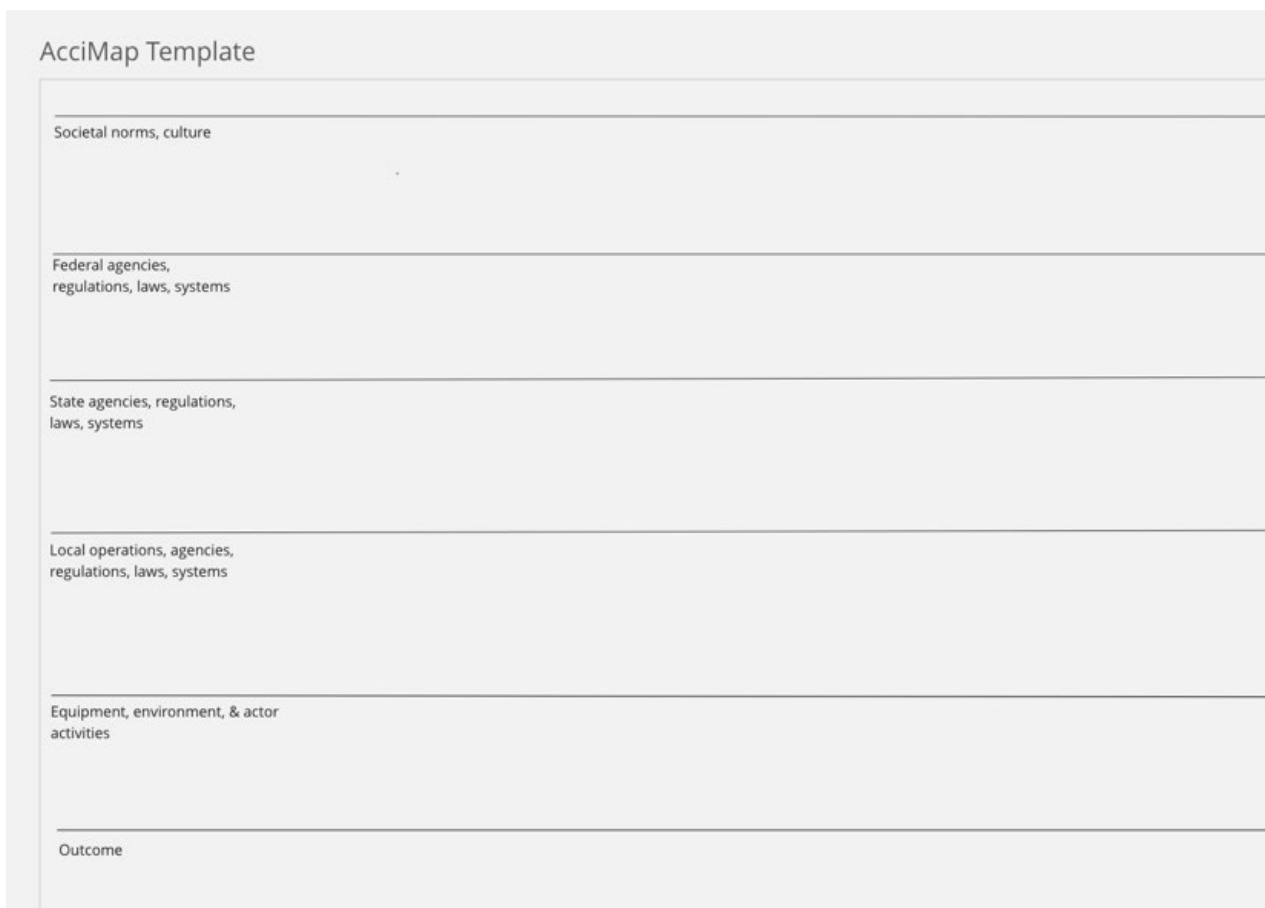 AcciMap Template
Societal norms, culture
Federal agencies,
regulations, laws, systems
State agencies, regulations,
laws, systems
Local operations, agencies,
regulations, laws, systems
Equipment, environment, & actor
activities
Outcome